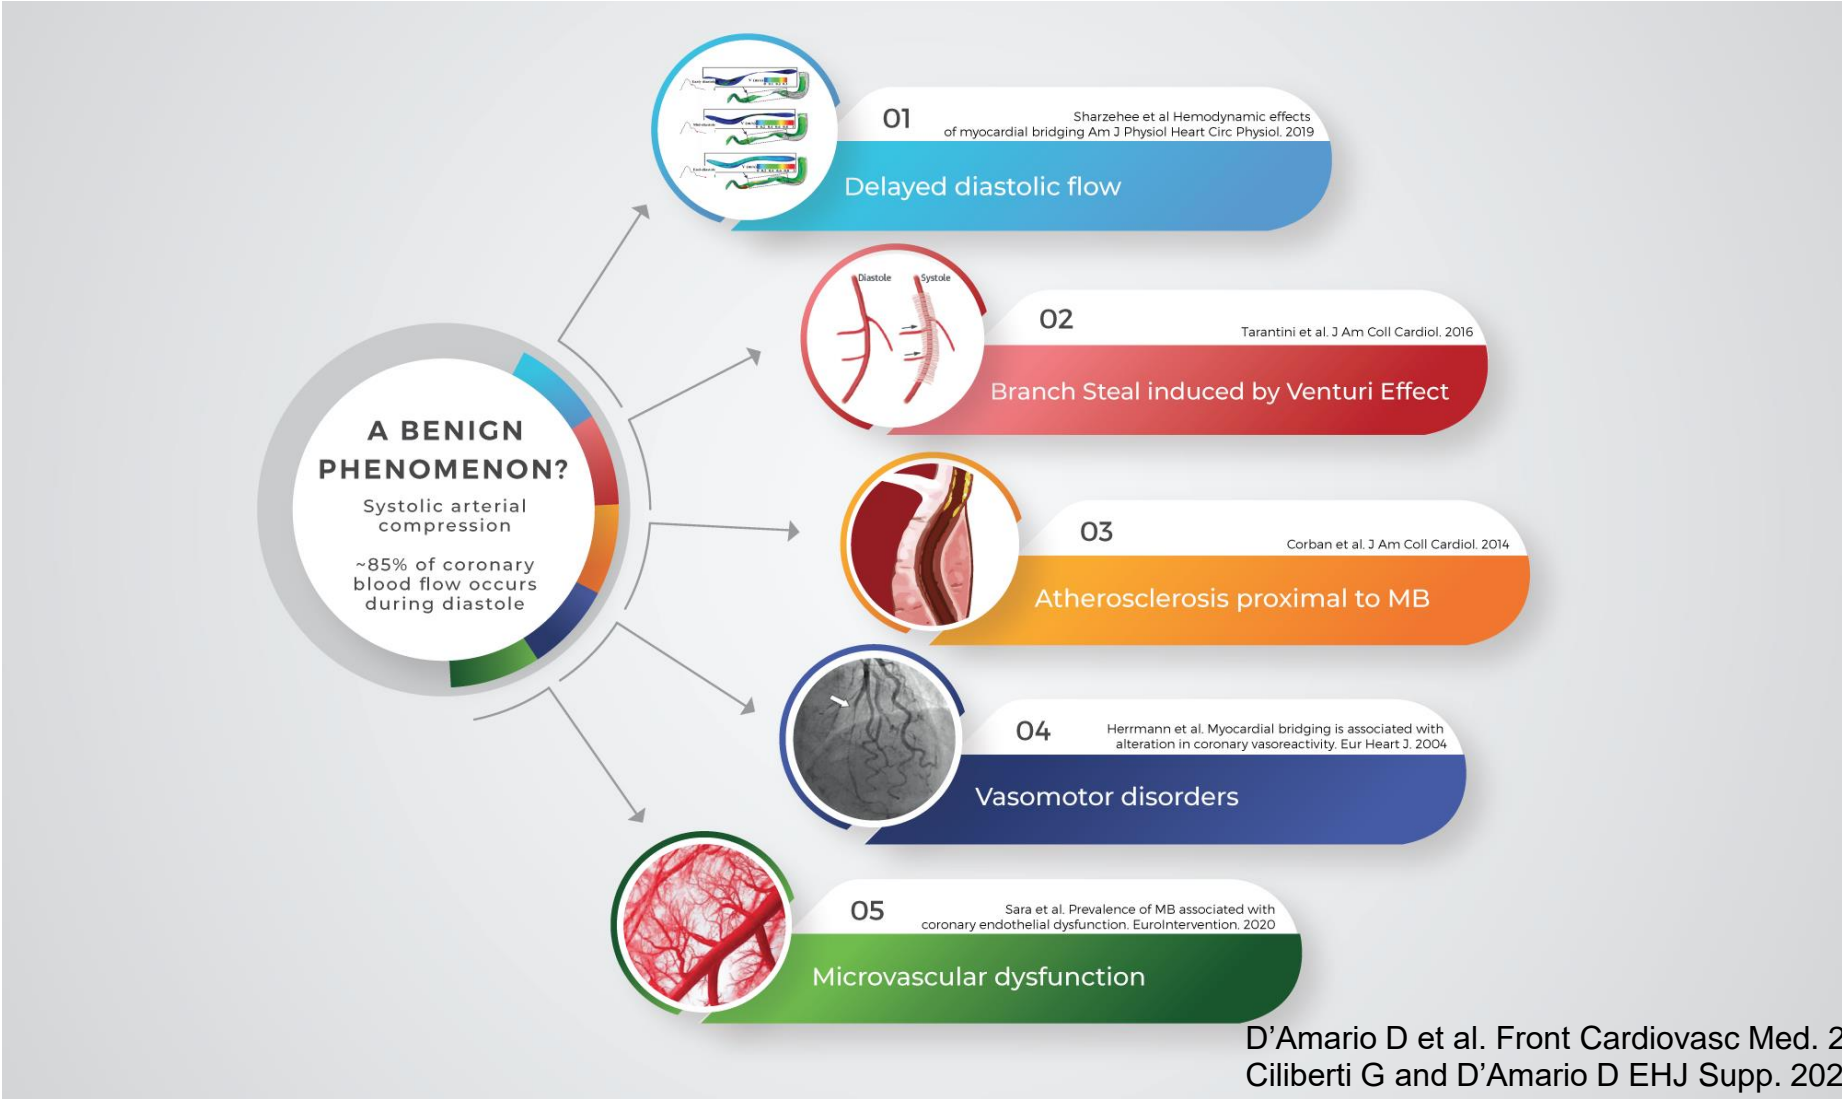 A BENIGN
PHENOMENON?
Systolic arterial
compression
~85% of coronary
blood flow occurs
during diastole
01
Sharzehee et al Hemodynamic effects
of myocardial bridging Am J Physiol Heart Circ Physiol. 2019
Delayed diastolic flow
Diastole
Systole
02
Tarantini et al. J Am Coll Cardiol. 2016
Branch Steal induced by Venturi Effect
03
Corban et al. J Am Coll Cardiol. 2014
Atherosclerosis proximal to MB
04
Herrmann et al. Myocardial bridging is associated with
alteration in coronary vasoreactivity. Eur Heart J. 2004
Vasomotor disorders
05
Sara et al. Prevalence of MB associated with
coronary endothelial dysfunction. EuroIntervention. 2020
Microvascular dysfunction
D’Amario D et al. Front Cardiovasc Med. 2
Ciliberti G and D’Amario D EHJ Supp. 202